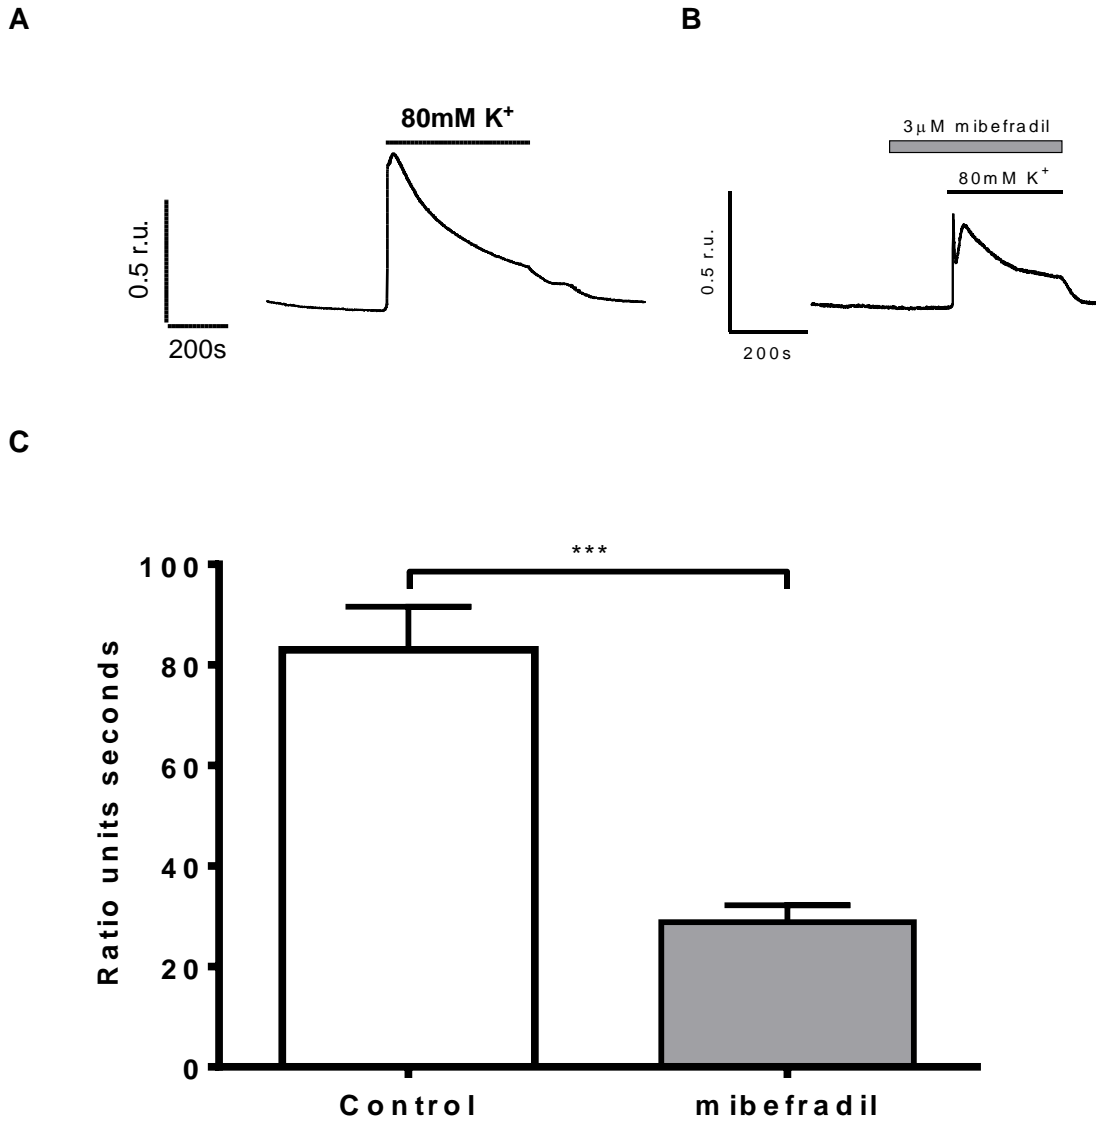 A
B
80mM K+
3μM mibefradil
80mM K+
0.5 r.u.
0.5 r.u.
200s
200s
C
***
100
80
60
40
20
0
Ratio units seconds
Control
mibefradil